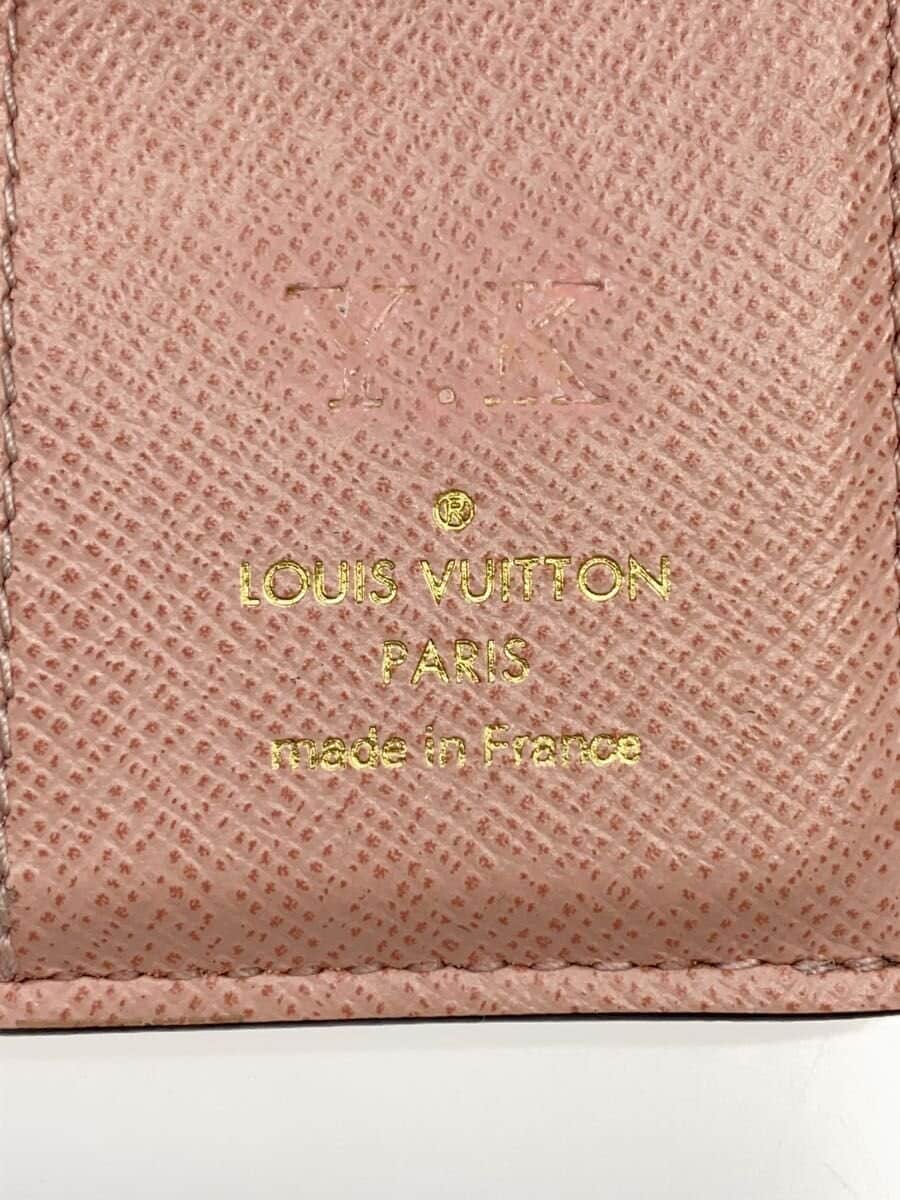 Y.K
®
LOUIS VUITTON
PARIS
made in France